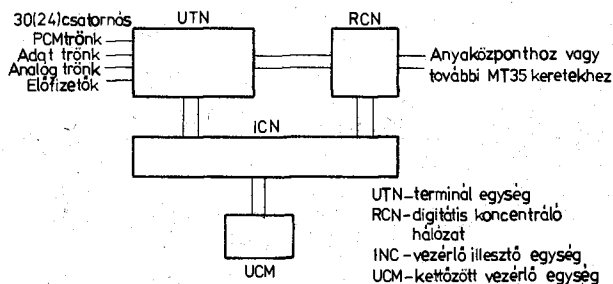 30(24)csatornás
PCMtrönk
Adat trönk
Analóg trönk
Előfizetők
UTN
RCN
Anyaközponthoz vagy
további MT35 keretekhez
ICN
UCM
UTN–terminál egység
RCN–digitális koncentráló
hálózat
INC–vezérlő illesztő egység
UCM–kettőzött vezérlő egység